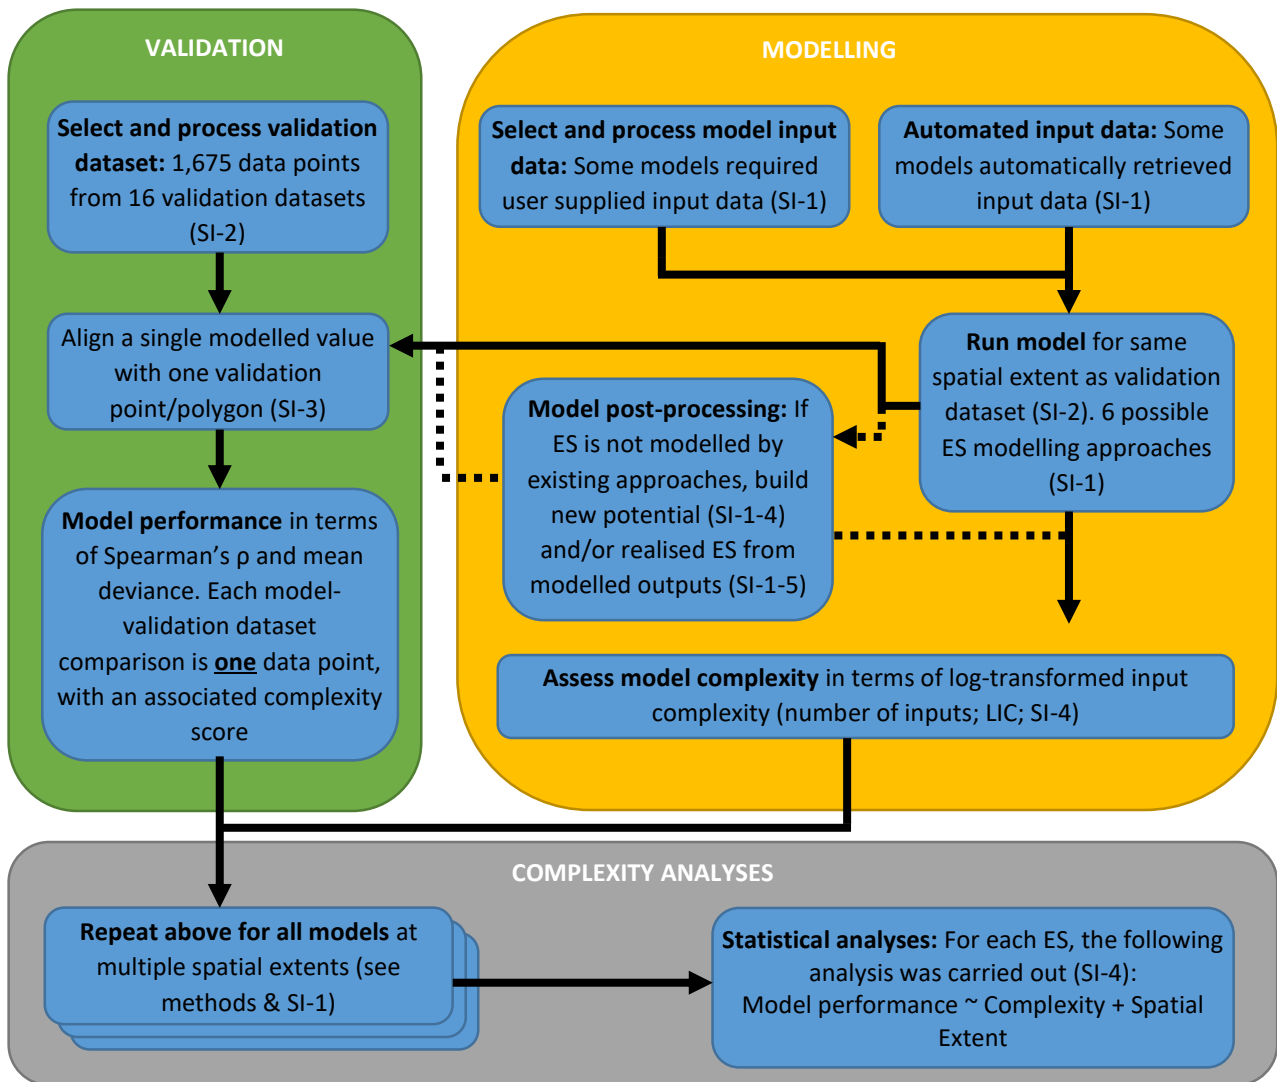 VALIDATION
Select and process validation
dataset: 1,675 data points
from 16 validation datasets
(SI-2)
Align a single modelled value
with one validation
point/polygon (SI-3)
Model performance in terms
of Spearman’s ρ and mean
deviance. Each model-
validation dataset
comparison is one data point,
with an associated complexity
score
MODELLING
Select and process model input
data: Some models required
user supplied input data (SI-1)
Automated input data: Some
models automatically retrieved
input data (SI-1)
Run model for same
spatial extent as validation
dataset (SI-2). 6 possible
ES modelling approaches
(SI-1)
Model post-processing: If
ES is not modelled by
existing approaches, build
new potential (SI-1-4)
and/or realised ES from
modelled outputs (SI-1-5)
Assess model complexity in terms of log-transformed input
complexity (number of inputs; LIC; SI-4)
COMPLEXITY ANALYSES
Repeat above for all models at
multiple spatial extents (see
methods & SI-1)
Statistical analyses: For each ES, the following
analysis was carried out (SI-4):
Model performance ~ Complexity + Spatial
Extent